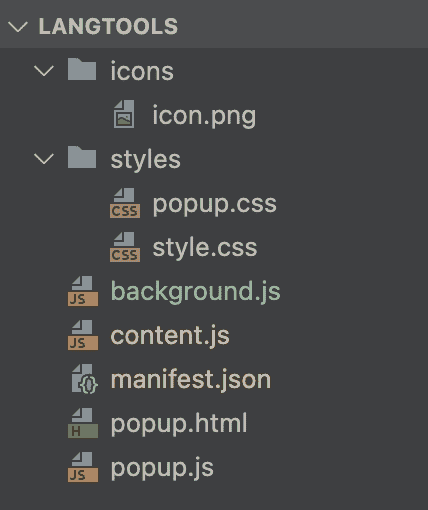 LANGTOOLS
icons
icon.png
styles
CSS popup.css
CSS style.css
JS background.js
JS content.js
{} manifest.json
H popup.html
JS popup.js